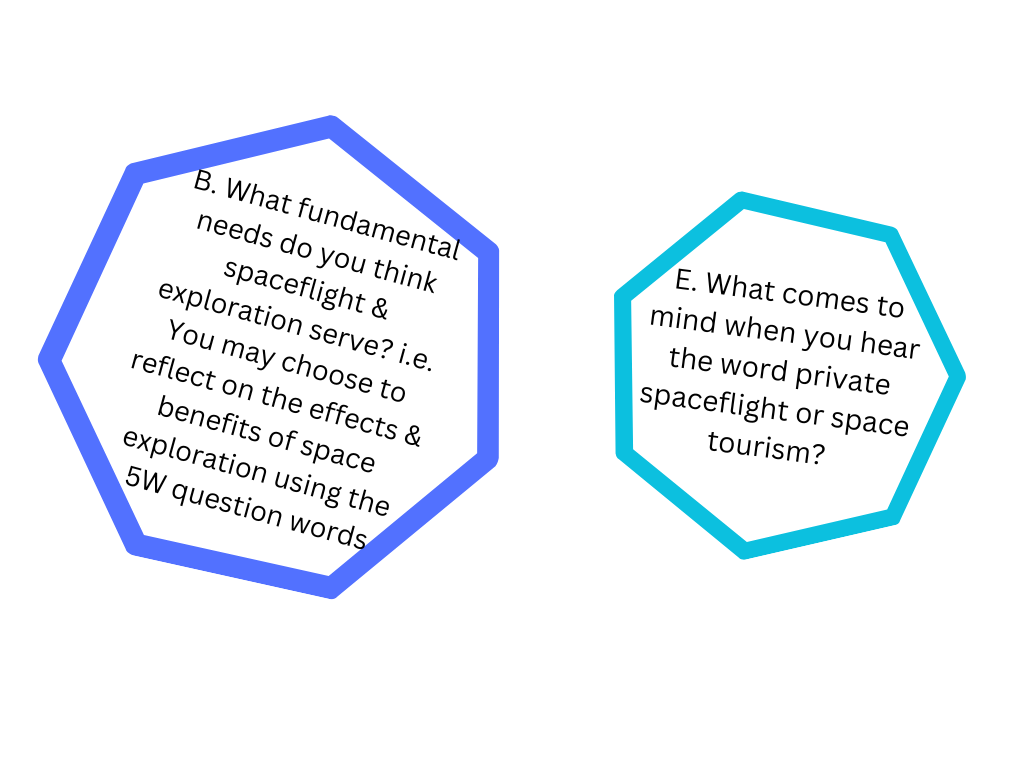 B. What fundamental
needs do you think
spaceflight &
exploration serve? i.e.
You may choose to
reflect on the effects &
benefits of space
exploration using the
5W question words
E. What comes to
mind when you hear
the word private
spaceflight or space
tourism?